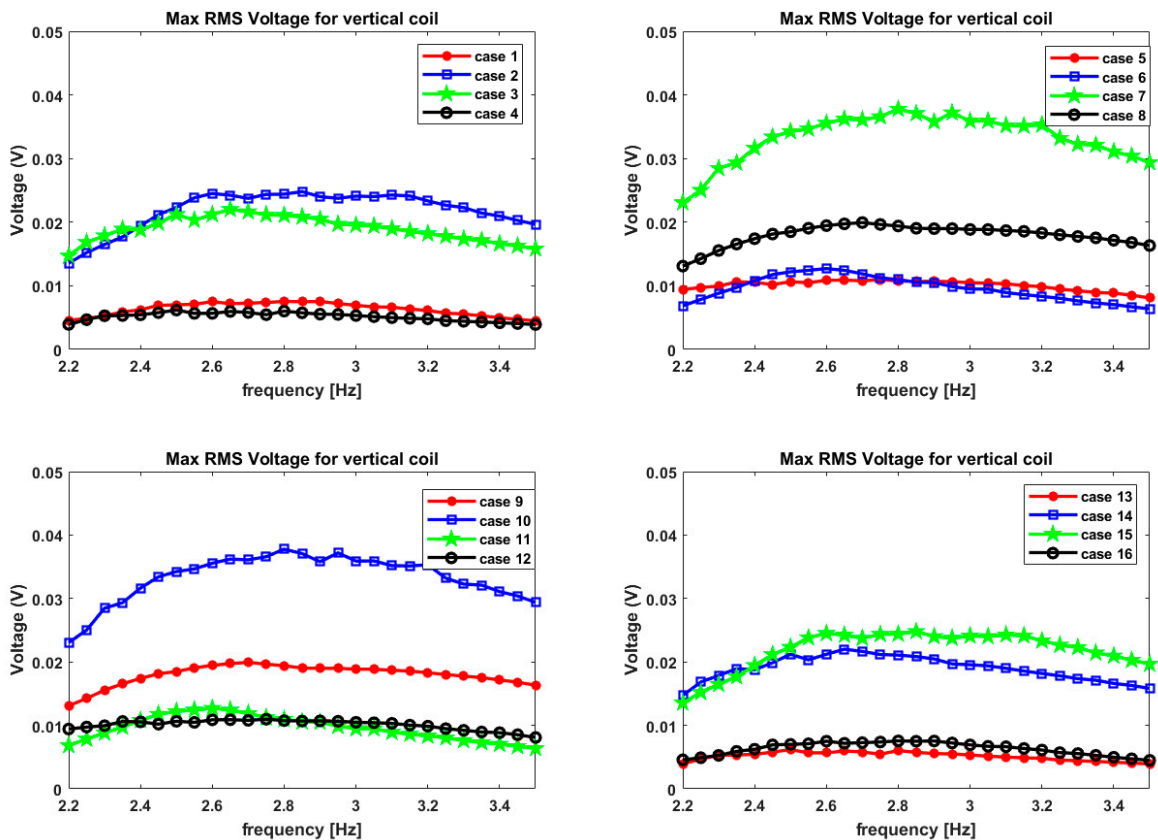 Max RMS Voltage for vertical coil
0.05
0.04
0.03
0.02
0.01
0
Voltage (V)
case 1
case 2
case 3
case 4
2.2 2.4 2.6 2.8 3 3.2 3.4
frequency [Hz]
Max RMS Voltage for vertical coil
0.05
0.04
0.03
0.02
0.01
0
Voltage (V)
case 5
case 6
case 7
case 8
2.2 2.4 2.6 2.8 3 3.2 3.4
frequency [Hz]
Max RMS Voltage for vertical coil
0.05
0.04
0.03
0.02
0.01
0
Voltage (V)
case 9
case 10
case 11
case 12
2.2 2.4 2.6 2.8 3 3.2 3.4
frequency [Hz]
Max RMS Voltage for vertical coil
0.05
0.04
0.03
0.02
0.01
0
Voltage (V)
case 13
case 14
case 15
case 16
2.2 2.4 2.6 2.8 3 3.2 3.4
frequency [Hz]